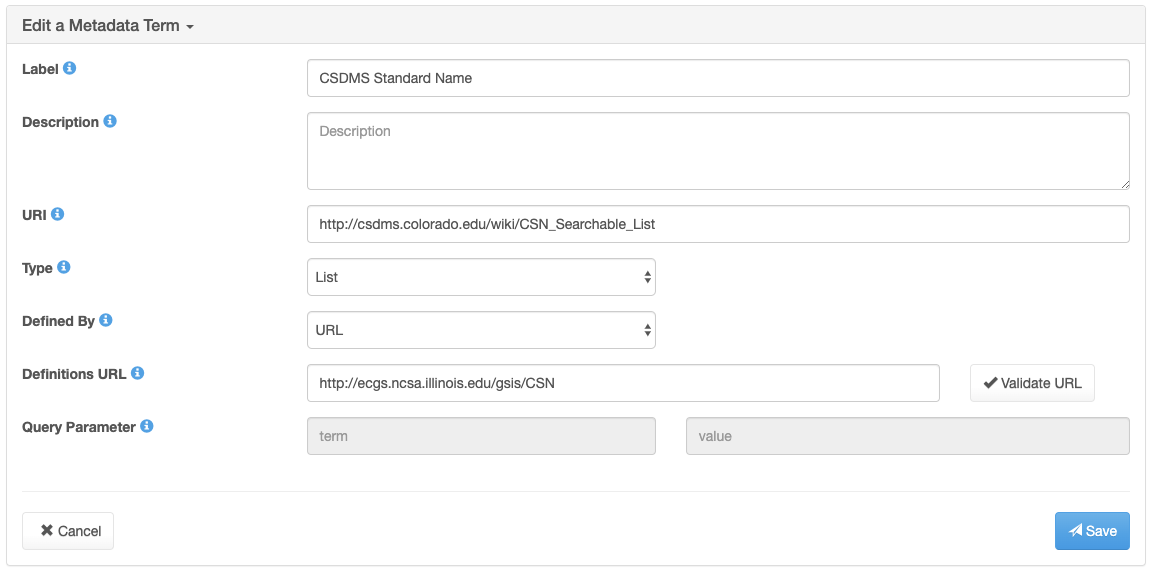 Edit a Metadata Term
Label
CSDMS Standard Name
Description
Description
URI
http://csdms.colorado.edu/wiki/CSN_Searchable_List
Type
List
Defined By
URL
Definitions URL
http://ecgs.ncsa.illinois.edu/gsis/CSN
Validate URL
Query Parameter
term
value
Cancel
Save